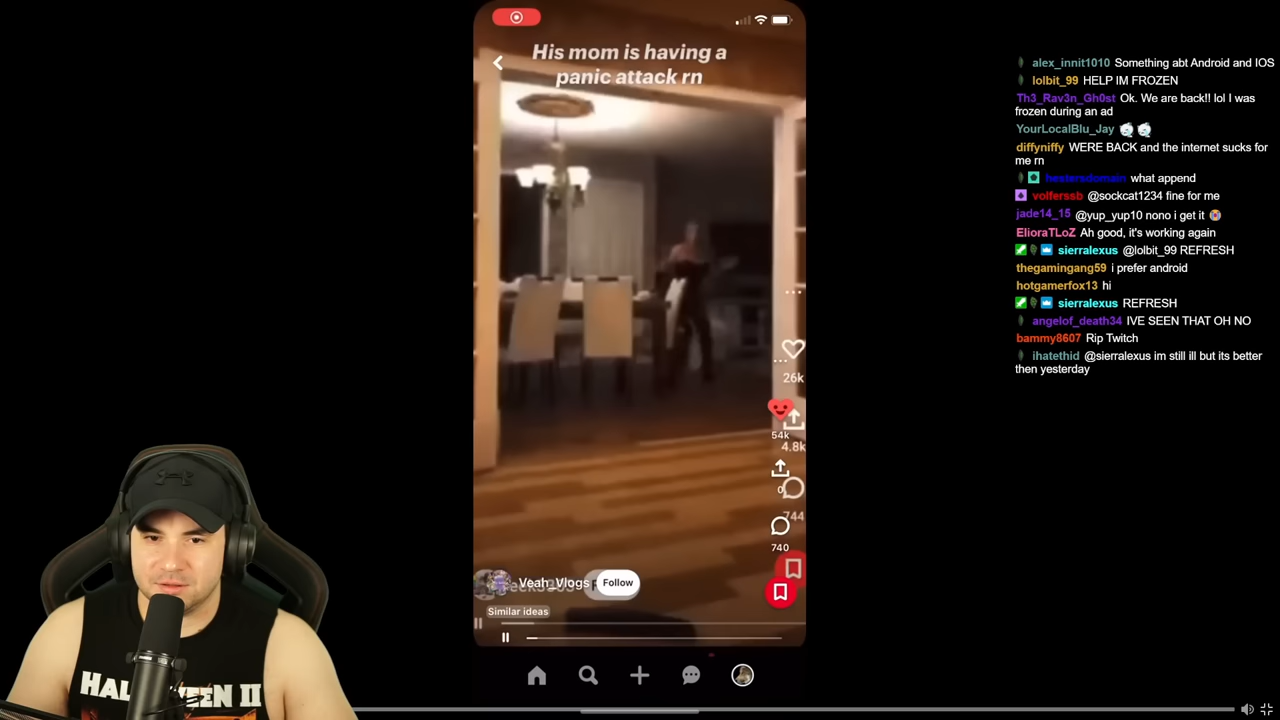 His mom is having a
panic attack rn
26k
54k
4.8k
0
744
740
Veah_Vlogs
Follow
Similar ideas
alex_innit1010 Something abt Android and IOS
lolbit_99 HELP IM FROZEN
Th3_Rav3n_Gh0st Ok. We are back!! lol I was
frozen during an ad
YourLocalBlu_Jay
diffyniffy WERE BACK and the internet sucks for
me rn
what append
volferssb @sockcat1234 fine for me
jade14_15 @yup_yup10 nono i get it
ElioraTLoZ Ah good, it's working again
sierralexus @lolbit_99 REFRESH
thegamingang59 i prefer android
hotgamerfox13 hi
sierralexus REFRESH
angelof_death34 IVE SEEN THAT OH NO
bammy8607 Rip Twitch
ihatethid @sierralexus im still ill but its better
then yesterday